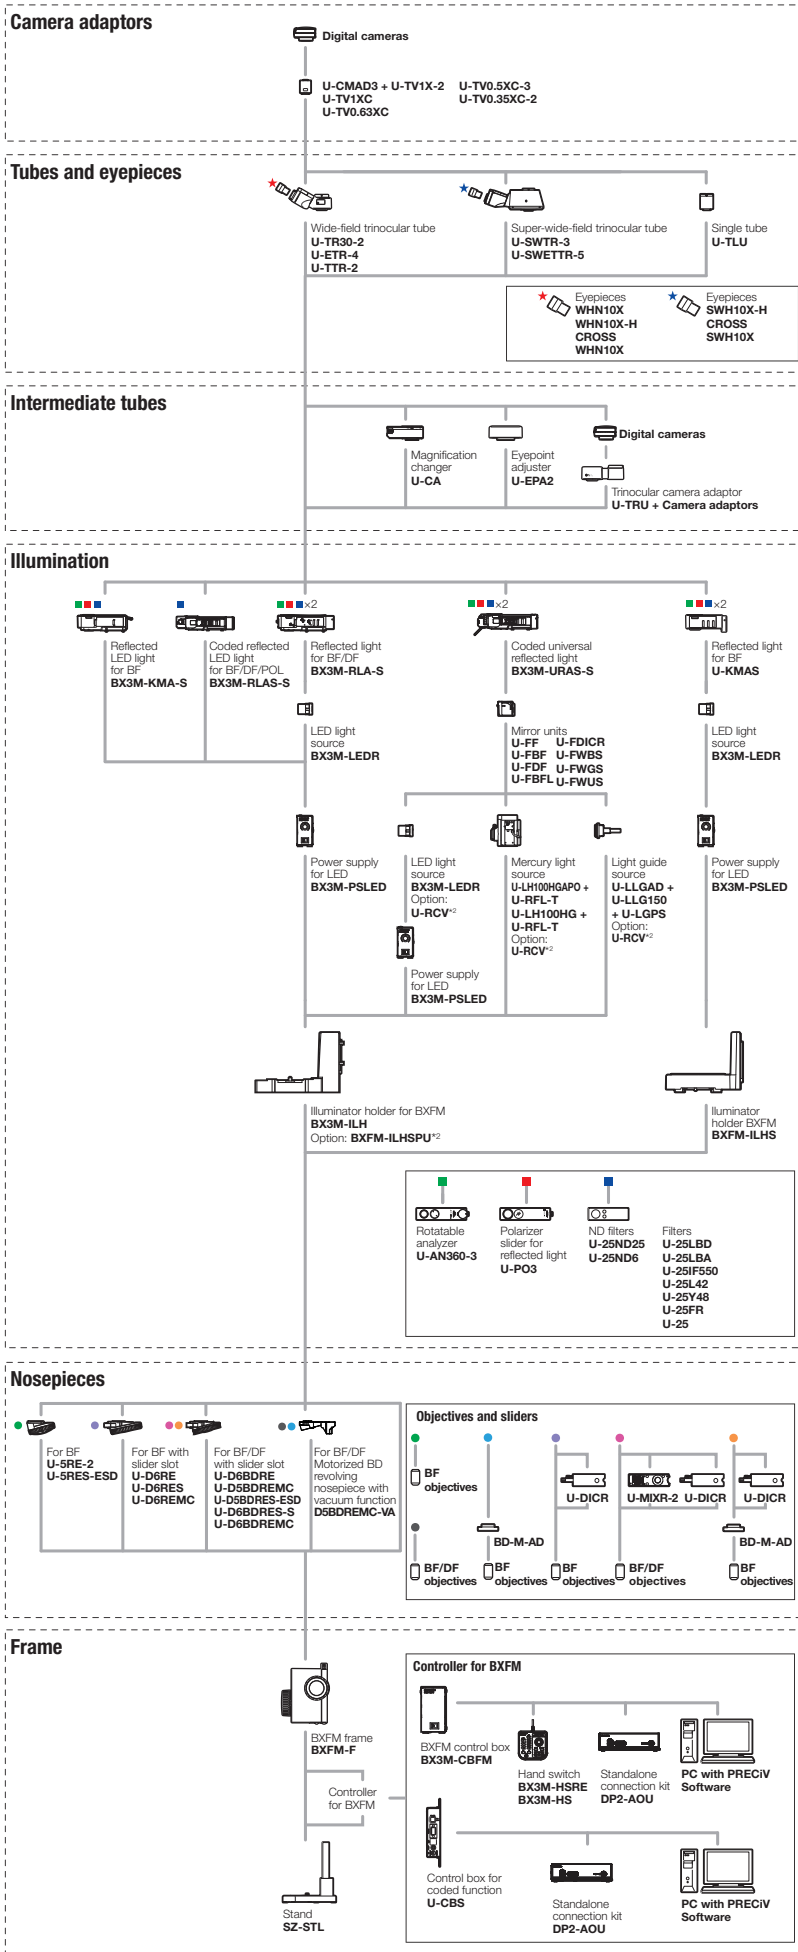 Camera adaptors
Digital cameras
U-CMAD3 + U-TV1X-2
U-TV1XC
U-TV0.63XC
U-TV0.5XC-3
U-TV0.35XC-2
Tubes and eyepieces
Wide-field trinocular tube
U-TR30-2
U-ETR-4
U-TTR-2
Super-wide-field trinocular tube
U-SWTR-3
U-SWETTR-5
Single tube
U-TLU
Eyepieces
WHN10X
WHN10X-H
CROSS
WHN10X
Eyepieces
SWH10X-H
CROSS
SWH10X
Intermediate tubes
Magnification
changer
U-CA
Eyepoint
adjuster
U-EPA2
Digital cameras
Trinocular camera adaptor
U-TRU + Camera adaptors
Illumination
Reflected
LED light
for BF
BX3M-KMA-S
Coded reflected
LED light
for BF/DF/POL
BX3M-RLAS-S
×2
Reflected light
for BF/DF
BX3M-RLA-S
LED light
source
BX3M-LEDR
Power supply
for LED
BX3M-PSLED
×2
Coded universal
reflected light
BX3M-URAS-S
Mirror units
U-FF
U-FBF
U-FDF
U-FBFL
U-FDICR
U-FWBS
U-FWGS
U-FWUS
LED light
source
BX3M-LEDR
Option:
U-RCV*2
Power supply
for LED
BX3M-PSLED
Mercury light
source
U-LH100HGAPO +
U-RFL-T
U-LH100HG +
U-RFL-T
Option:
U-RCV*2
Light guide
source
U-LLGAD +
U-LLG150
+ U-LGPS
Option:
U-RCV*2
×2
Reflected light
for BF
U-KMAS
LED light
source
BX3M-LEDR
Power supply
for LED
BX3M-PSLED
Illuminator holder for BXFM
BX3M-ILH
Option: BXFM-ILHSPU*2
Iluminator
holder BXFM
BXFM-ILHS
Rotatable
analyzer
U-AN360-3
Polarizer
slider for
reflected light
U-PO3
ND filters
U-25ND25
U-25ND6
Filters
U-25LBD
U-25LBA
U-25IF550
U-25L42
U-25Y48
U-25FR
U-25
Nosepieces
For BF
U-5RE-2
U-5RES-ESD
For BF with
slider slot
U-D6RE
U-D6RES
U-D6REMC
For BF/DF
with slider slot
U-D6BDRE
U-D5BDREMC
U-D5BDRES-ESD
U-D6BDRES-S
U-D6BDREMC
For BF/DF
Motorized BD
revolving
nosepiece with
vacuum function
D5BDREMC-VA
Objectives and sliders
BF
objectives
BF/DF
objectives
BD-M-AD
BF
objectives
U-DICR
BF
objectives
U-MIXR-2
U-DICR
BF/DF
objectives
U-DICR
BD-M-AD
BF
objectives
Frame
BXFM frame
BXFM-F
Controller
for BXFM
Stand
SZ-STL
Controller for BXFM
BXFM control box
BX3M-CBFM
Hand switch
BX3M-HSRE
BX3M-HS
Standalone
connection kit
DP2-AOU
PC with PRECiV
Software
Control box for
coded function
U-CBS
Standalone
connection kit
DP2-AOU
PC with PRECiV
Software